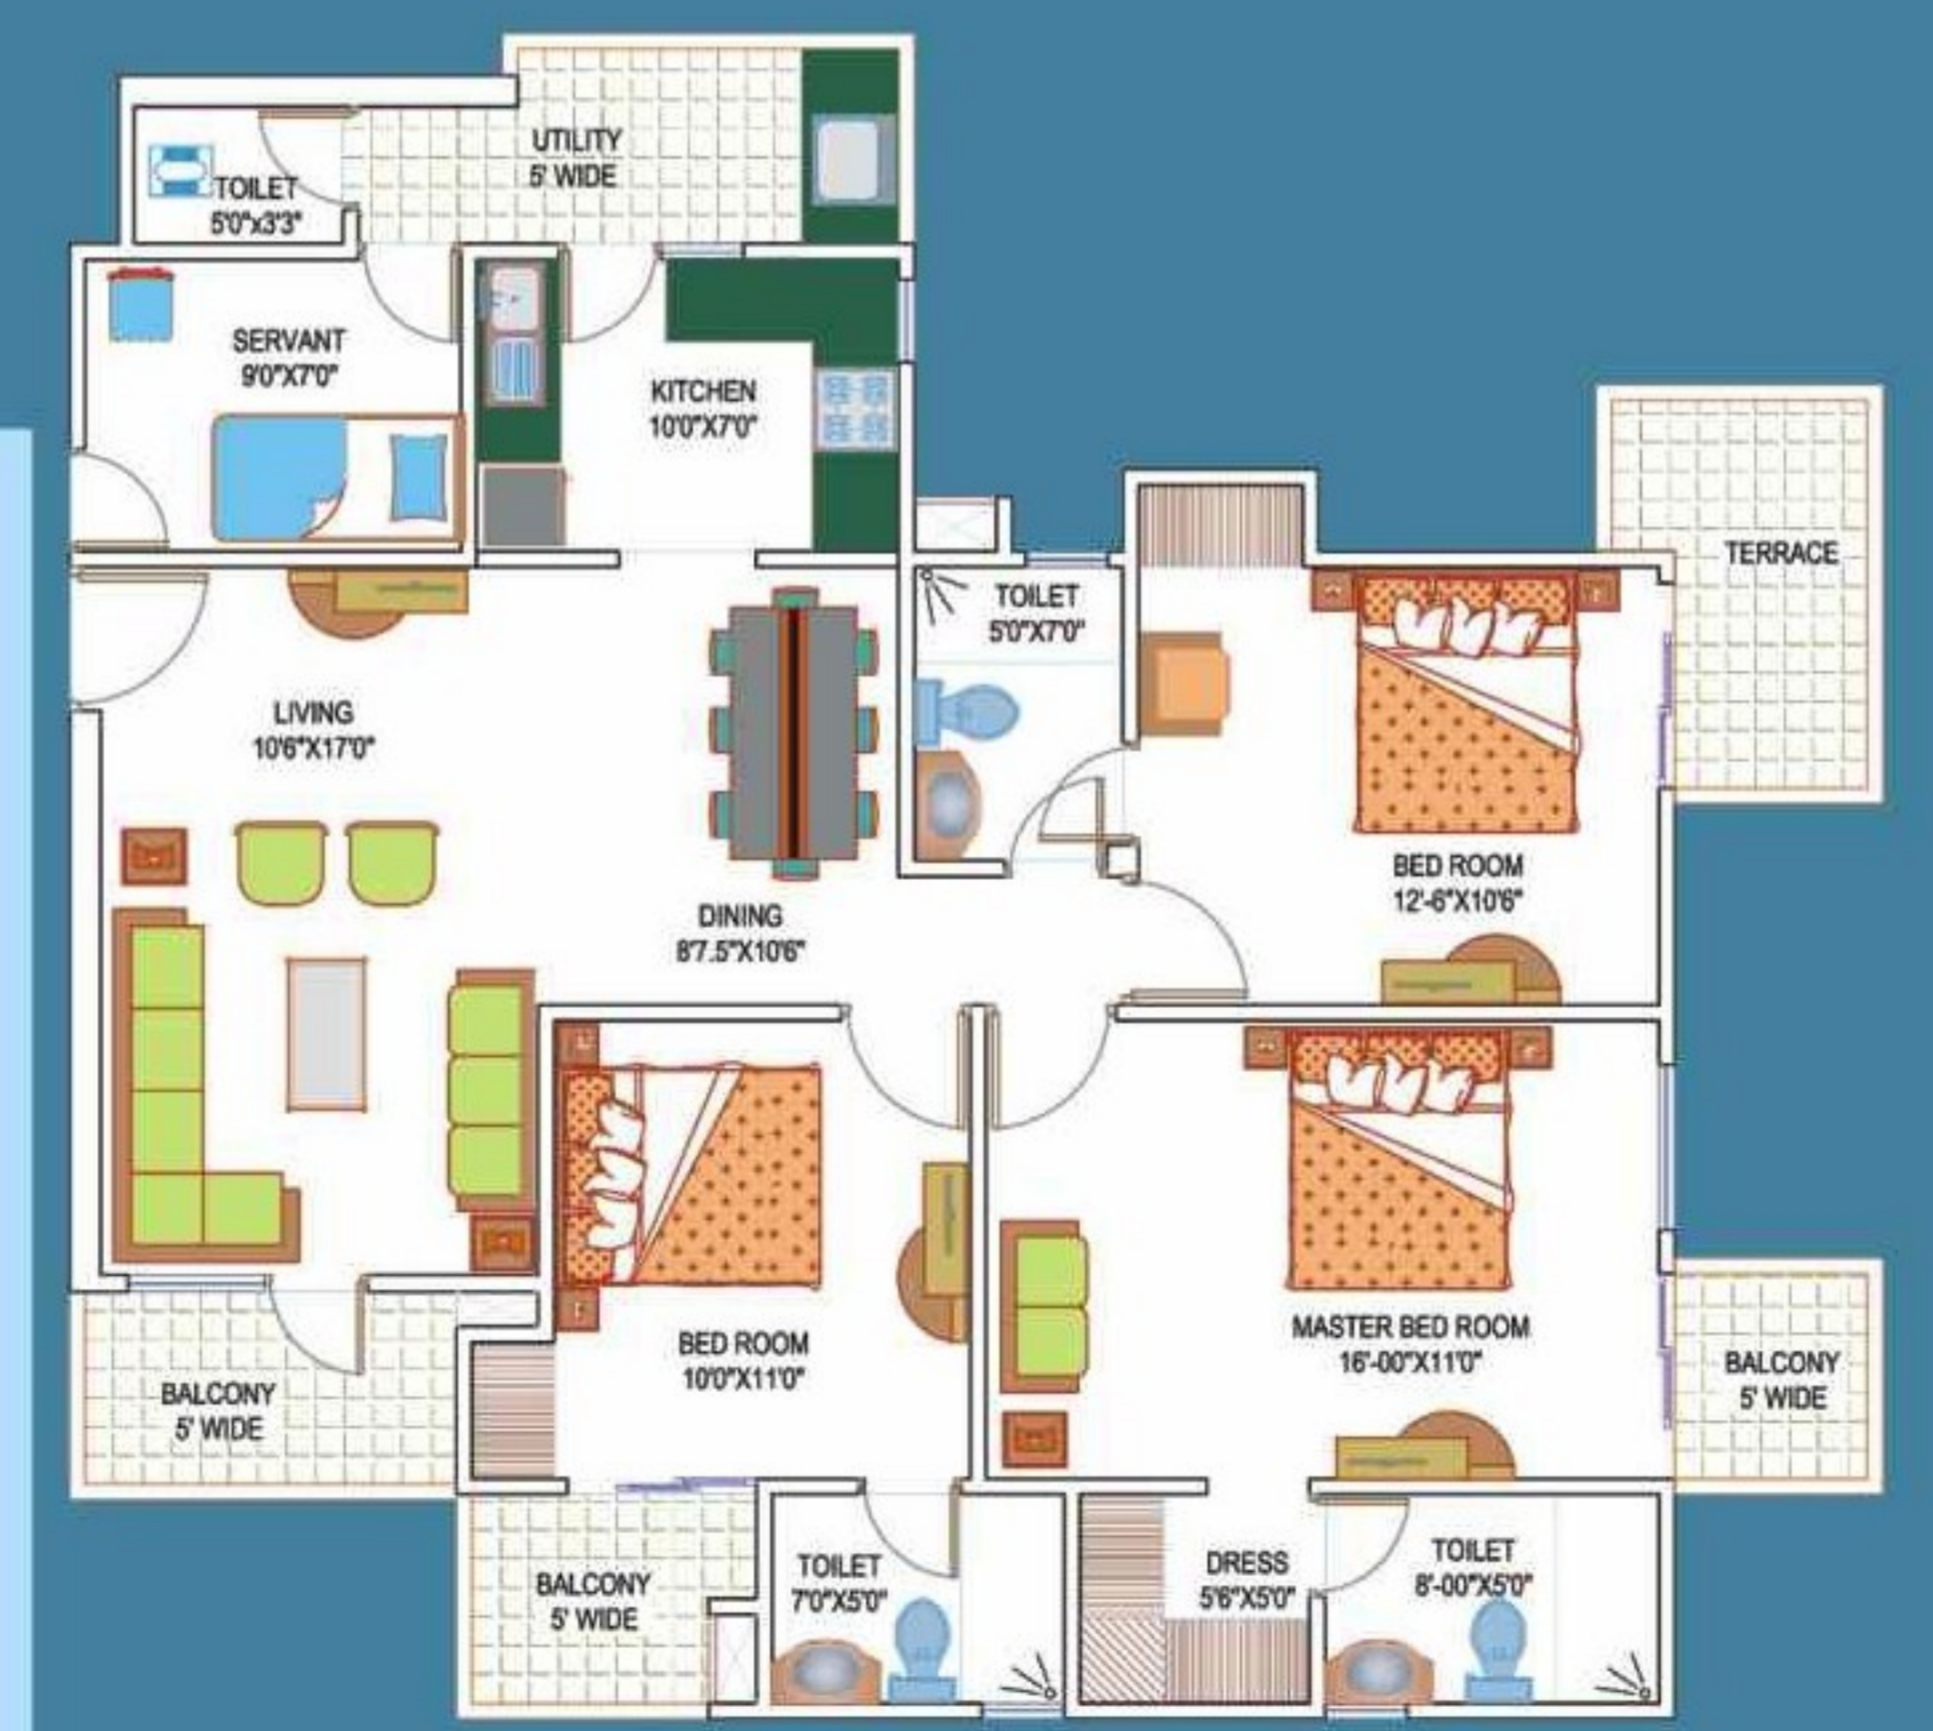 UTILITY
5' WIDE
TOILET
5'0"x3'3"
SERVANT
9'0"X7'0"
KITCHEN
10'0"X7'0"
TERRACE
TOILET
5'0"X7'0"
LIVING
10'6"X17'0"
BED ROOM
12'-6"X10'6"
DINING
8'7.5"X10'6"
MASTER BED ROOM
16'-00"X11'0"
BED ROOM
10'0"X11'0"
BALCONY
5' WIDE
BALCONY
5' WIDE
DRESS
5'6"X5'0"
TOILET
8'-00"X5'0"
TOILET
7'0"X5'0"
BALCONY
5' WIDE